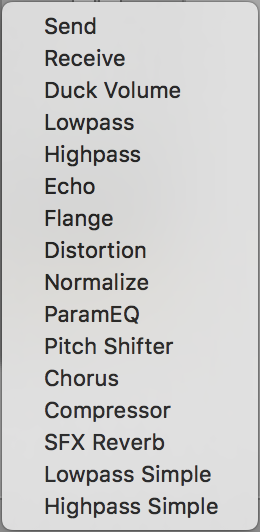 Send
Receive
Duck Volume
Lowpass
Highpass
Echo
Flange
Distortion
Normalize
ParamEQ
Pitch Shifter
Chorus
Compressor
SFX Reverb
Lowpass Simple
Highpass Simple